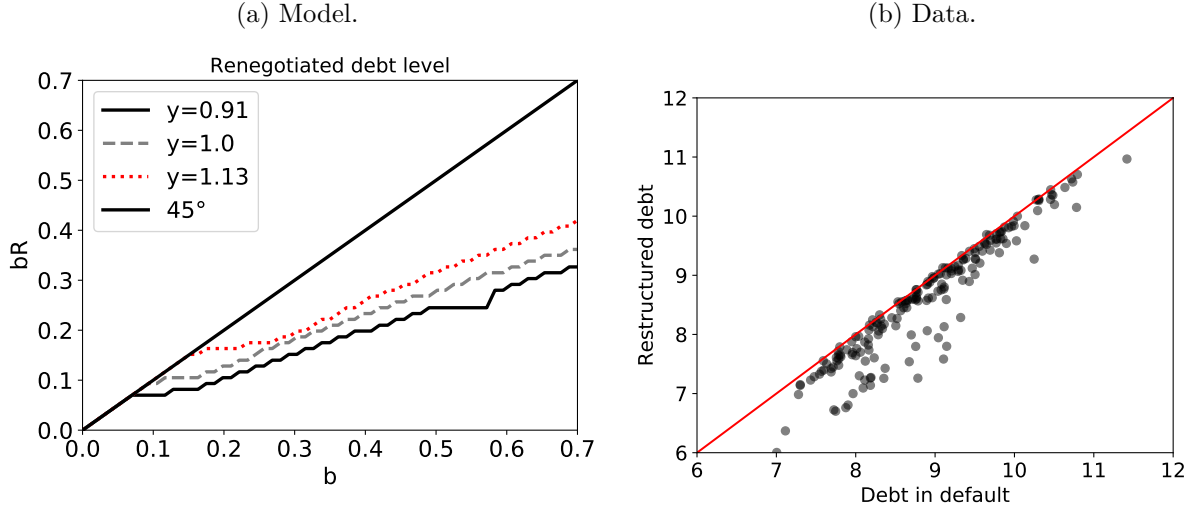 (a) Model.
Renegotiated debt level
0.7
0.6
0.5
0.4
0.3
0.2
0.1
0.0
bR
y=0.91
y=1.0
y=1.13
45°
0.0 0.1 0.2 0.3 0.4 0.5 0.6 0.7
b
(b) Data.
12
11
10
9
8
7
6
Restructured debt
6 7 8 9 10 11 12
Debt in default